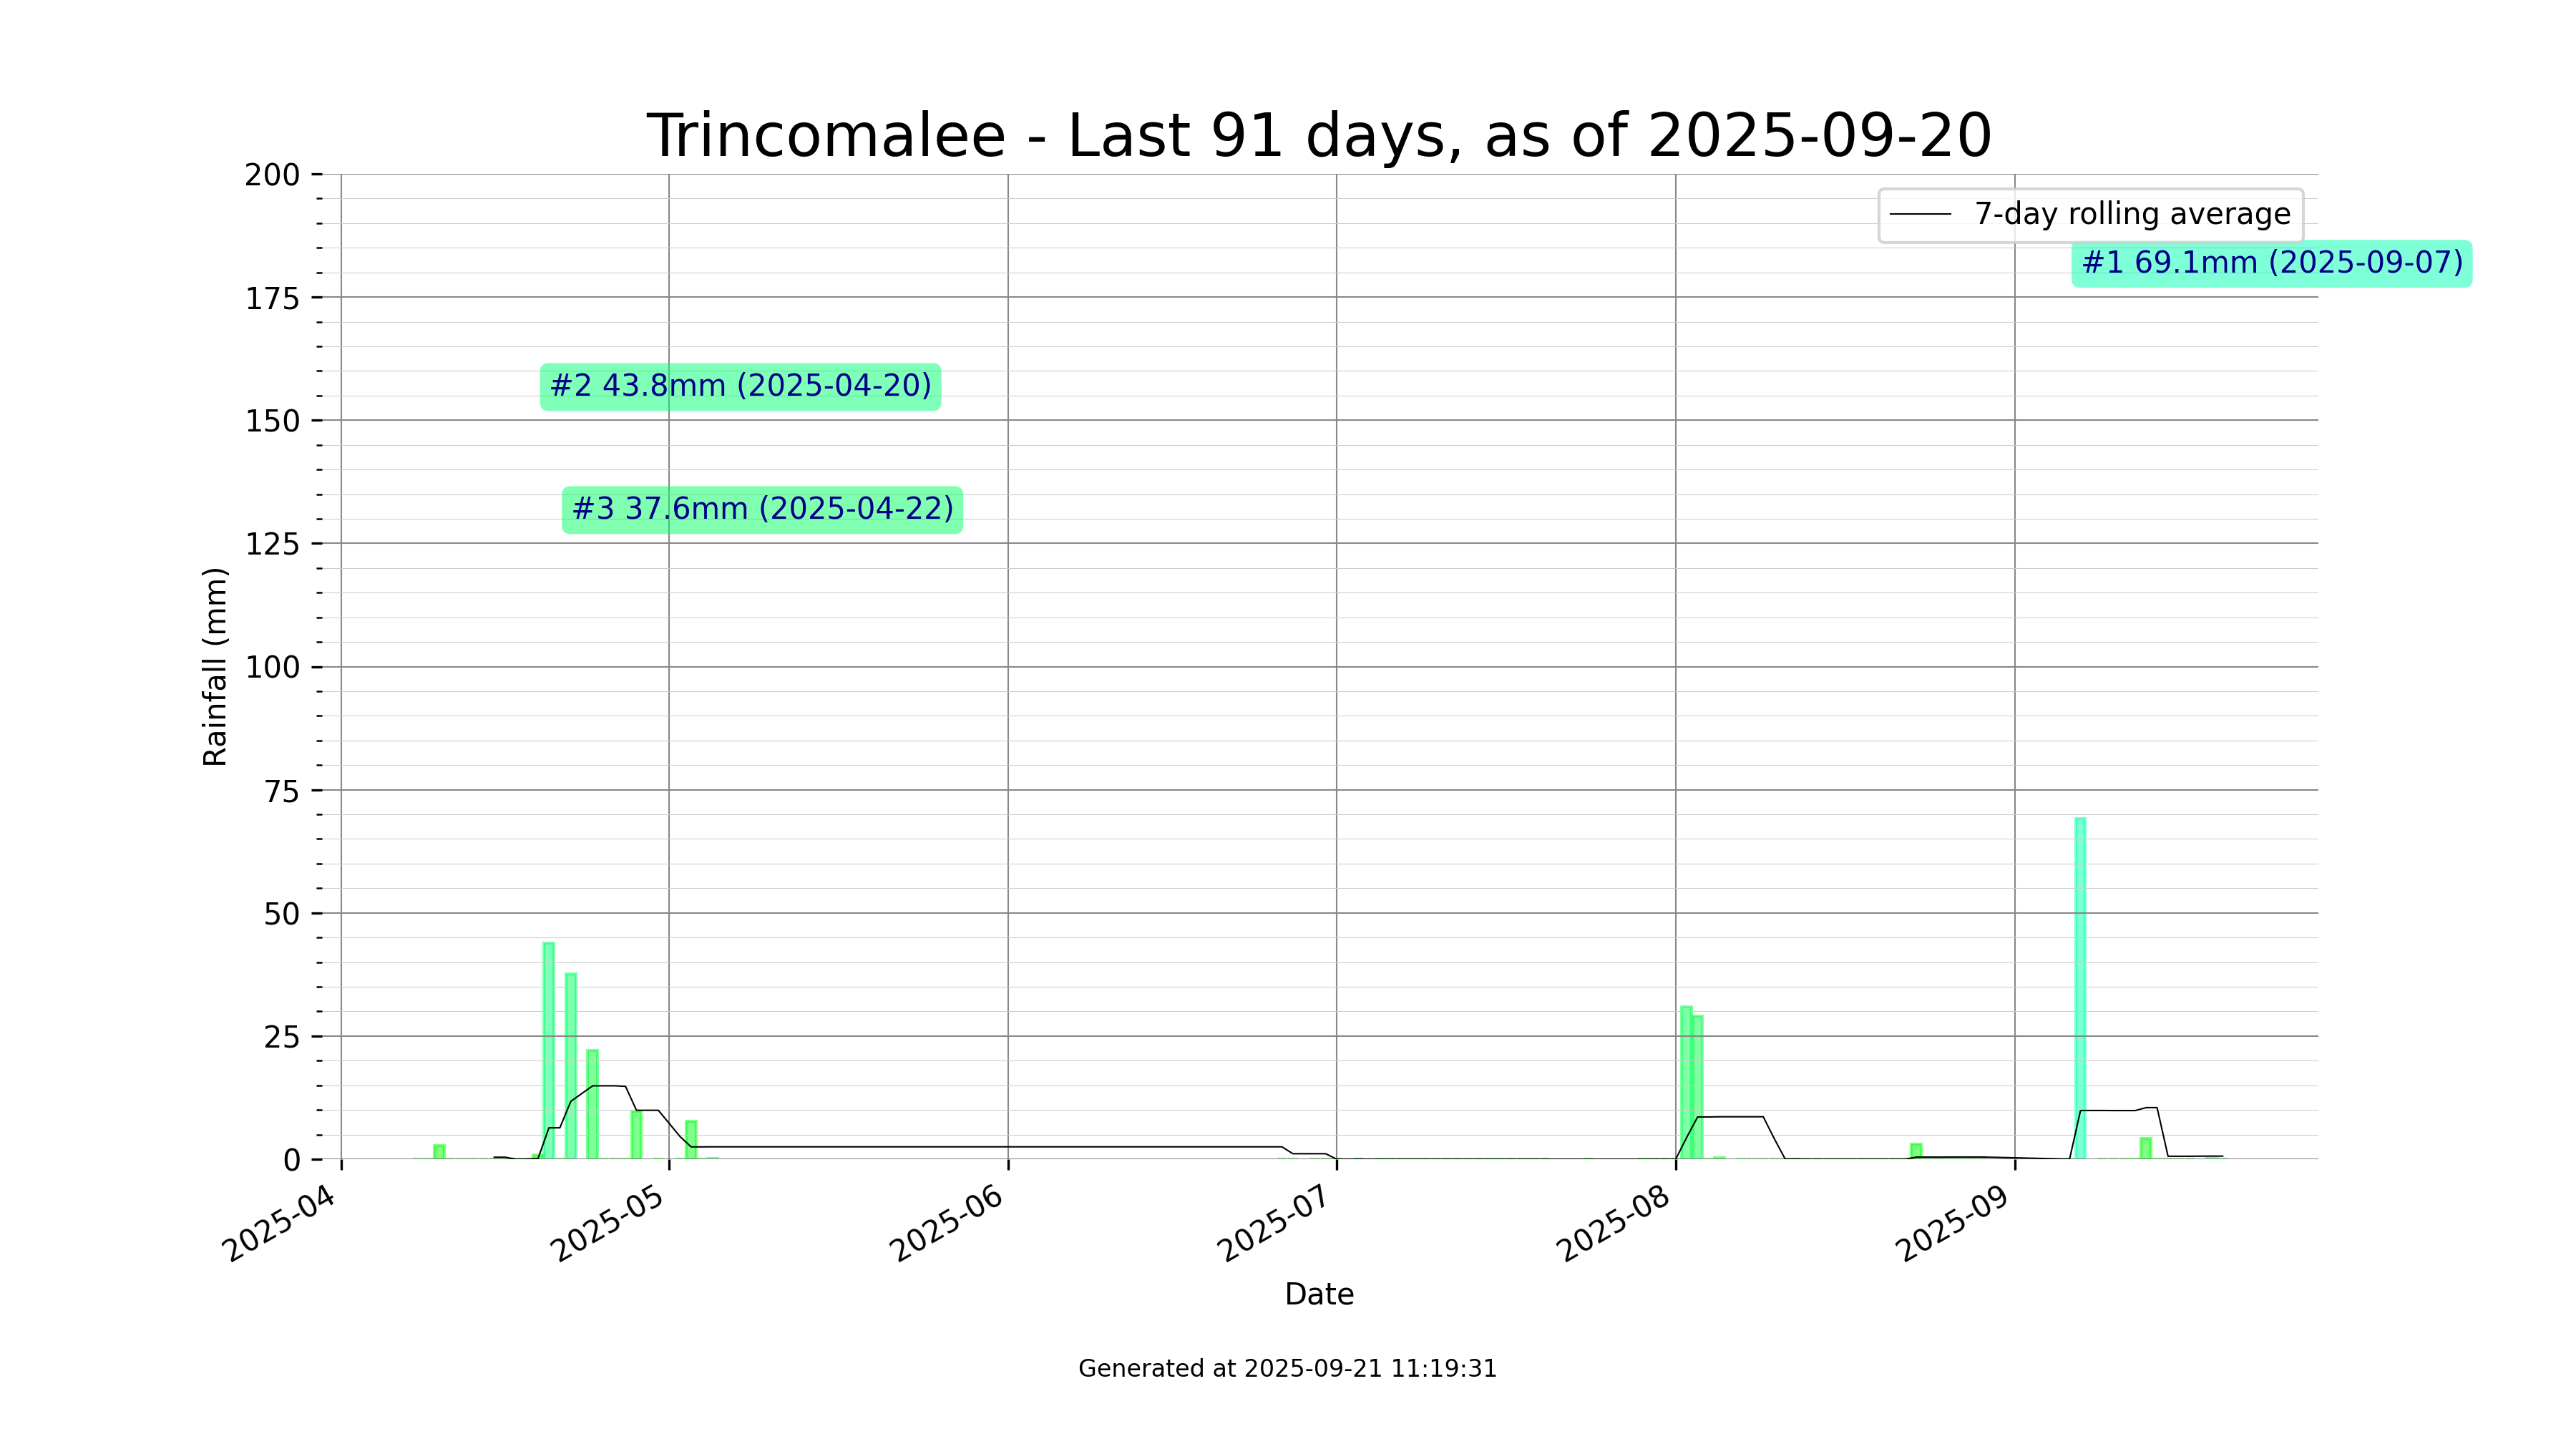 Trincomalee - Last 91 days, as of 2025-09-20
200
175
150
125
100
75
50
25
0
Rainfall (mm)
7-day rolling average
#1 69.1mm (2025-09-07)
#2 43.8mm (2025-04-20)
#3 37.6mm (2025-04-22)
2025-04
2025-05
2025-06
2025-07
2025-08
2025-09
Date
Generated at 2025-09-21 11:19:31